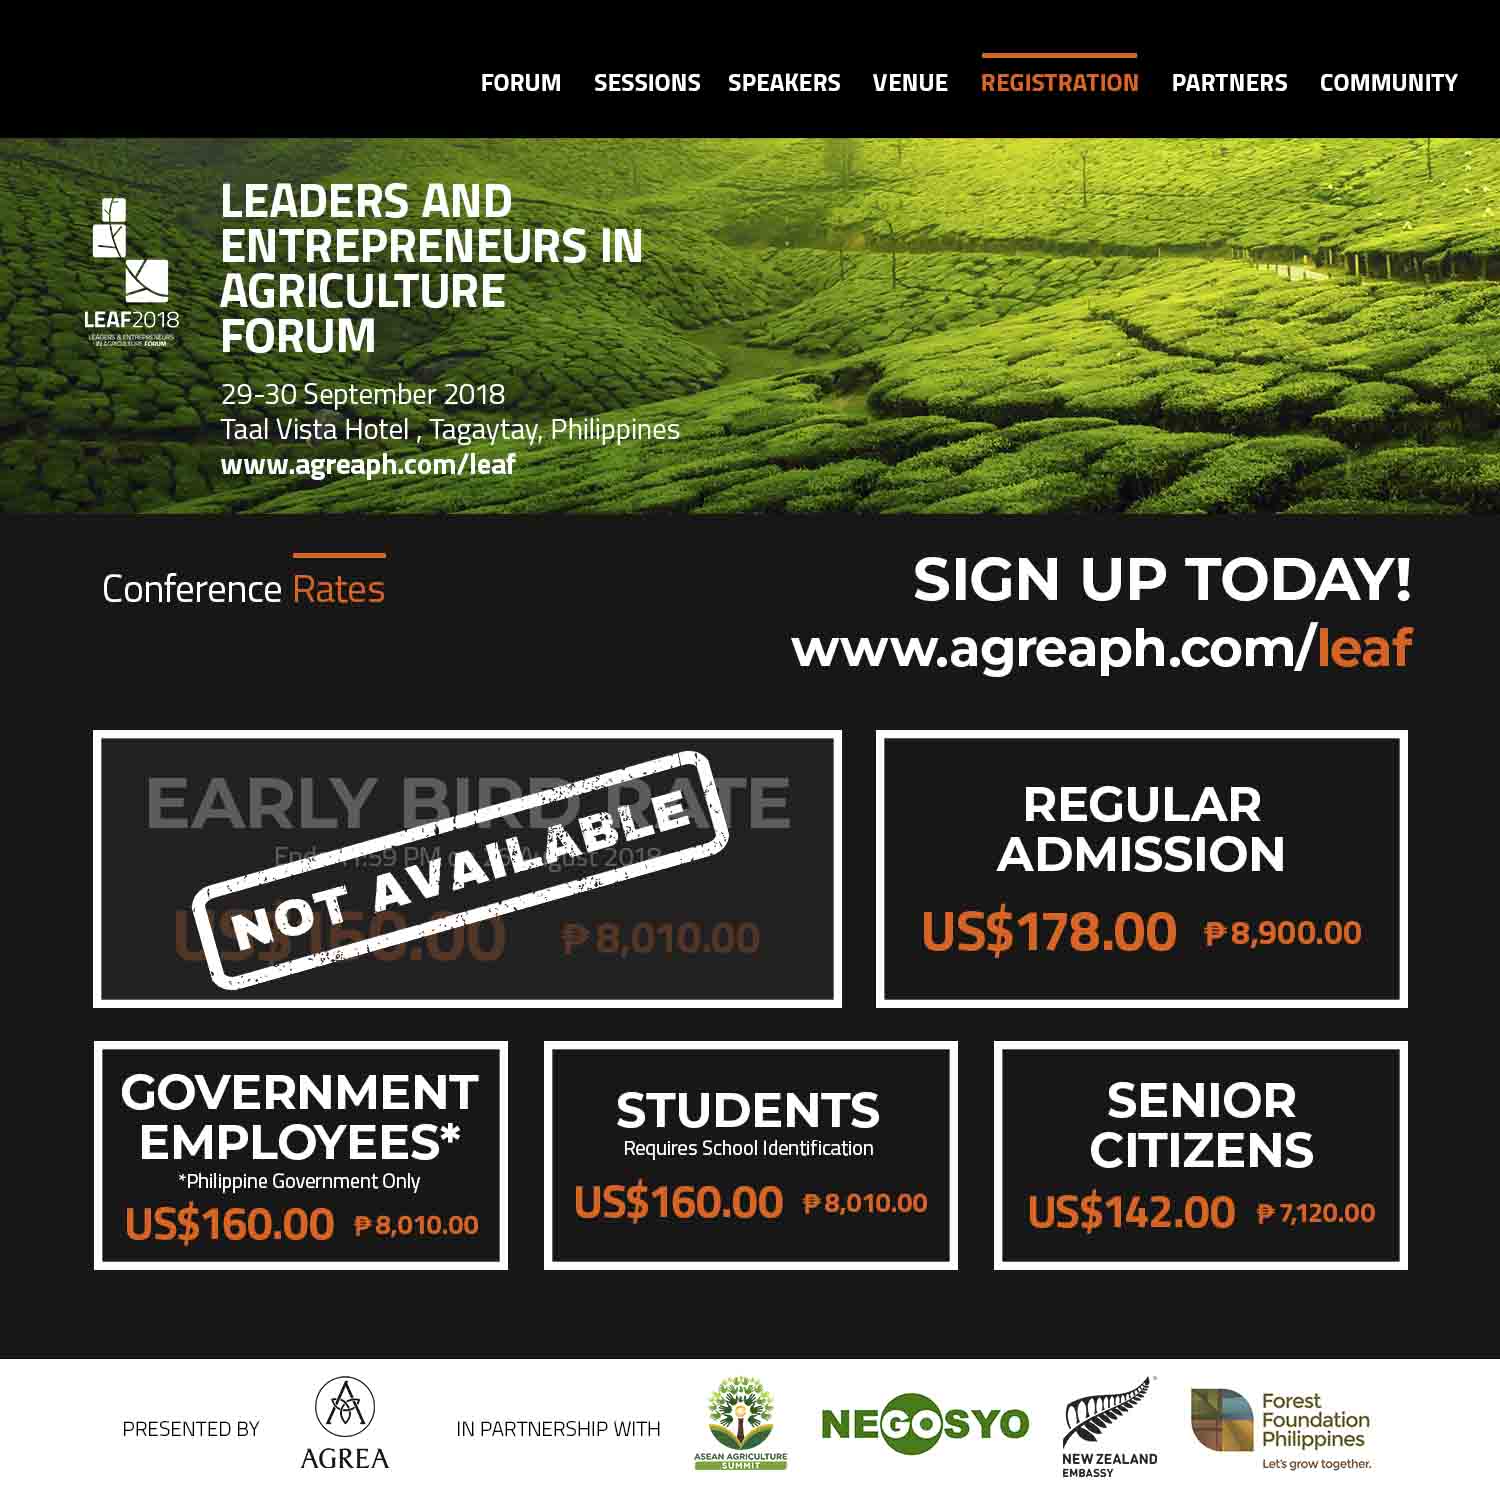 FORUM SESSIONS SPEAKERS VENUE REGISTRATION PARTNERS COMMUNITY
LEADERS AND
ENTREPRENEURS IN
AGRICULTURE
FORUM
LEAF2018
LEADERS & ENTREPRENEURS
IN AGRICULTURE FORUM
29-30 September 2018
Taal Vista Hotel , Tagaytay, Philippines
www.agreaph.com/leaf
Conference Rates
SIGN UP TODAY!
www.agreaph.com/leaf
EARLY BIRD RATE
11:59 PM 26 August 2018
NOT AVAILABLE
US$160.00 ₱8,010.00
REGULAR
ADMISSION
US$178.00 ₱8,900.00
GOVERNMENT
EMPLOYEES*
*Philippine Government Only
US$160.00 ₱8,010.00
STUDENTS
Requires School Identification
US$160.00 ₱8,010.00
SENIOR
CITIZENS
US$142.00 ₱7,120.00
PRESENTED BY
AGREA
IN PARTNERSHIP WITH
ASEAN AGRICULTURE
SUMMIT
NEGOSYO
NEW ZEALAND
EMBASSY
Forest
Foundation
Philippines
Let's grow together.